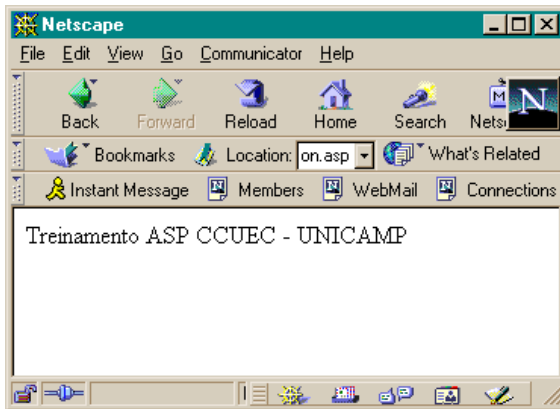 Netscape
File Edit View Go Communicator Help
Back Forward Reload Home Search Nets
Bookmarks Location: on.asp What's Related
Instant Message Members WebMail Connections
Treinamento ASP CCUEC - UNICAMP